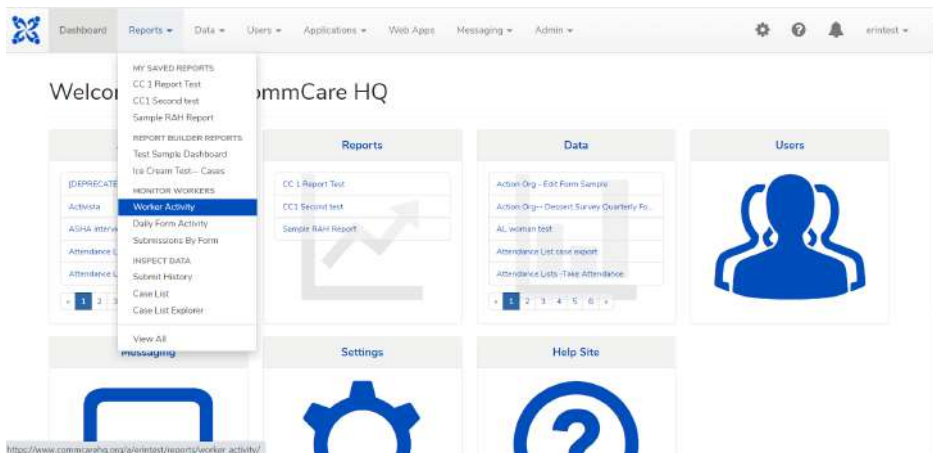 Dashboard Reports Data Users Applications Web Apps Messaging Admin erintest
MY SAVED REPORTS
CC 1 Report Test
CC1 Second test
Sample RAH Report
REPORT BUILDER REPORTS
Test Sample Dashboard
Ice Cream Test-- Cases
MONITOR WORKERS
Worker Activity
Daily Form Activity
Submissions By Form
INSPECT DATA
Submit History
Case List
Case List Explorer
View All
Welcom ommCare HQ
[DEPRECATE
Activista
ASHA Interv
Attendance L
Attendance L
« 1 2 3
Reports
CC 1 Report Test
CC1 Second test
Sample RAH Report
Data
Action Org - Edit Form Sample
Action Org-- Dessert Survey Quarterly Fo...
AL woman test
Attendance List case export
Attendance Lists -Take Attendance
« 1 2 3 4 5 6 »
Users
Messaging
Settings
Help Site
https://www.commcarehq.org/a/erintest/reports/worker_activity/